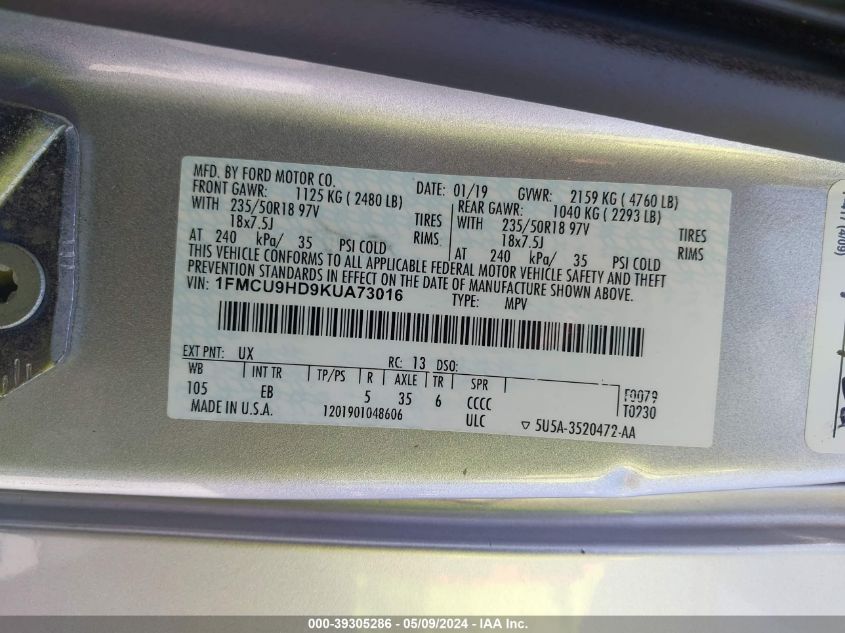 MFD. BY FORD MOTOR CO.
DATE: 01/19 GVWR: 2159 KG ( 4760 LB)
FRONT GAWR: 1125 KG ( 2480 LB) REAR GAWR: 1040 KG ( 2293 LB)
WITH 235/50R18 97V TIRES WITH 235/50R18 97V TIRES
18x7.5J RIMS 18x7.5J RIMS
AT 240 kPa/ 35 PSI COLD AT 240 kPa/ 35 PSI COLD
THIS VEHICLE CONFORMS TO ALL APPLICABLE FEDERAL MOTOR VEHICLE SAFETY AND THEFT
PREVENTION STANDARDS IN EFFECT ON THE DATE OF MANUFACTURE SHOWN ABOVE.
VIN: 1FMCU9HD9KUA73016 TYPE: MPV
EXT PNT: UX RC: 13 DSO:
WB INT TR TP/PS R AXLE TR SPR F0079
105 EB 5 35 6 CCCC T0230
MADE IN U.S.A. 1201901048606 ULC ▽ 5U5A-3520472-AA
(4/09)
000-39305286 - 05/09/2024 - IAA Inc.